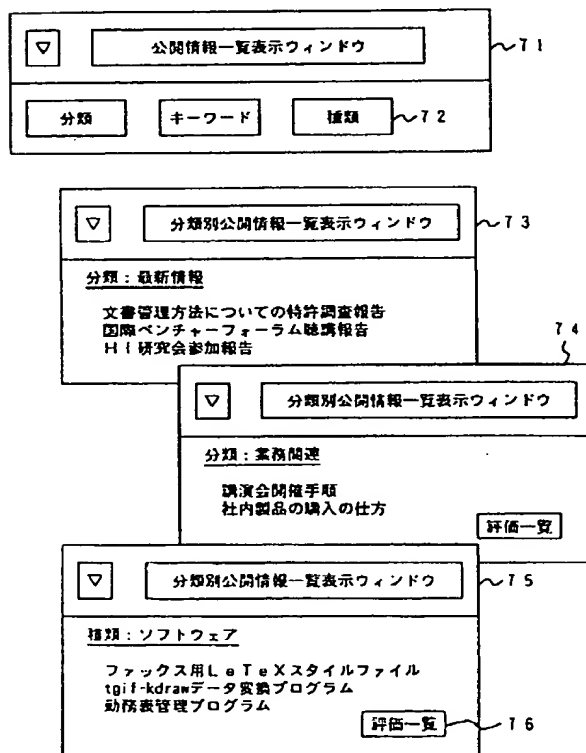 ▽ 公開情報一覧表示ウィンドウ 71
分類 キーワード 種類 72
▽ 分類別公開情報一覧表示ウィンドウ 73
分類：最新情報
文書管理方法についての特許調査報告
国際ベンチャーフォーラム聴講報告
HI研究会参加報告
74
▽ 分類別公開情報一覧表示ウィンドウ
分類：業務関連
講演会開催手順
社内製品の購入の仕方
評価一覧
▽ 分類別公開情報一覧表示ウィンドウ 75
種類：ソフトウェア
ファックス用LeTeXスタイルファイル
tgif-kdrawデータ変換プログラム
勤務表管理プログラム
評価一覧 76